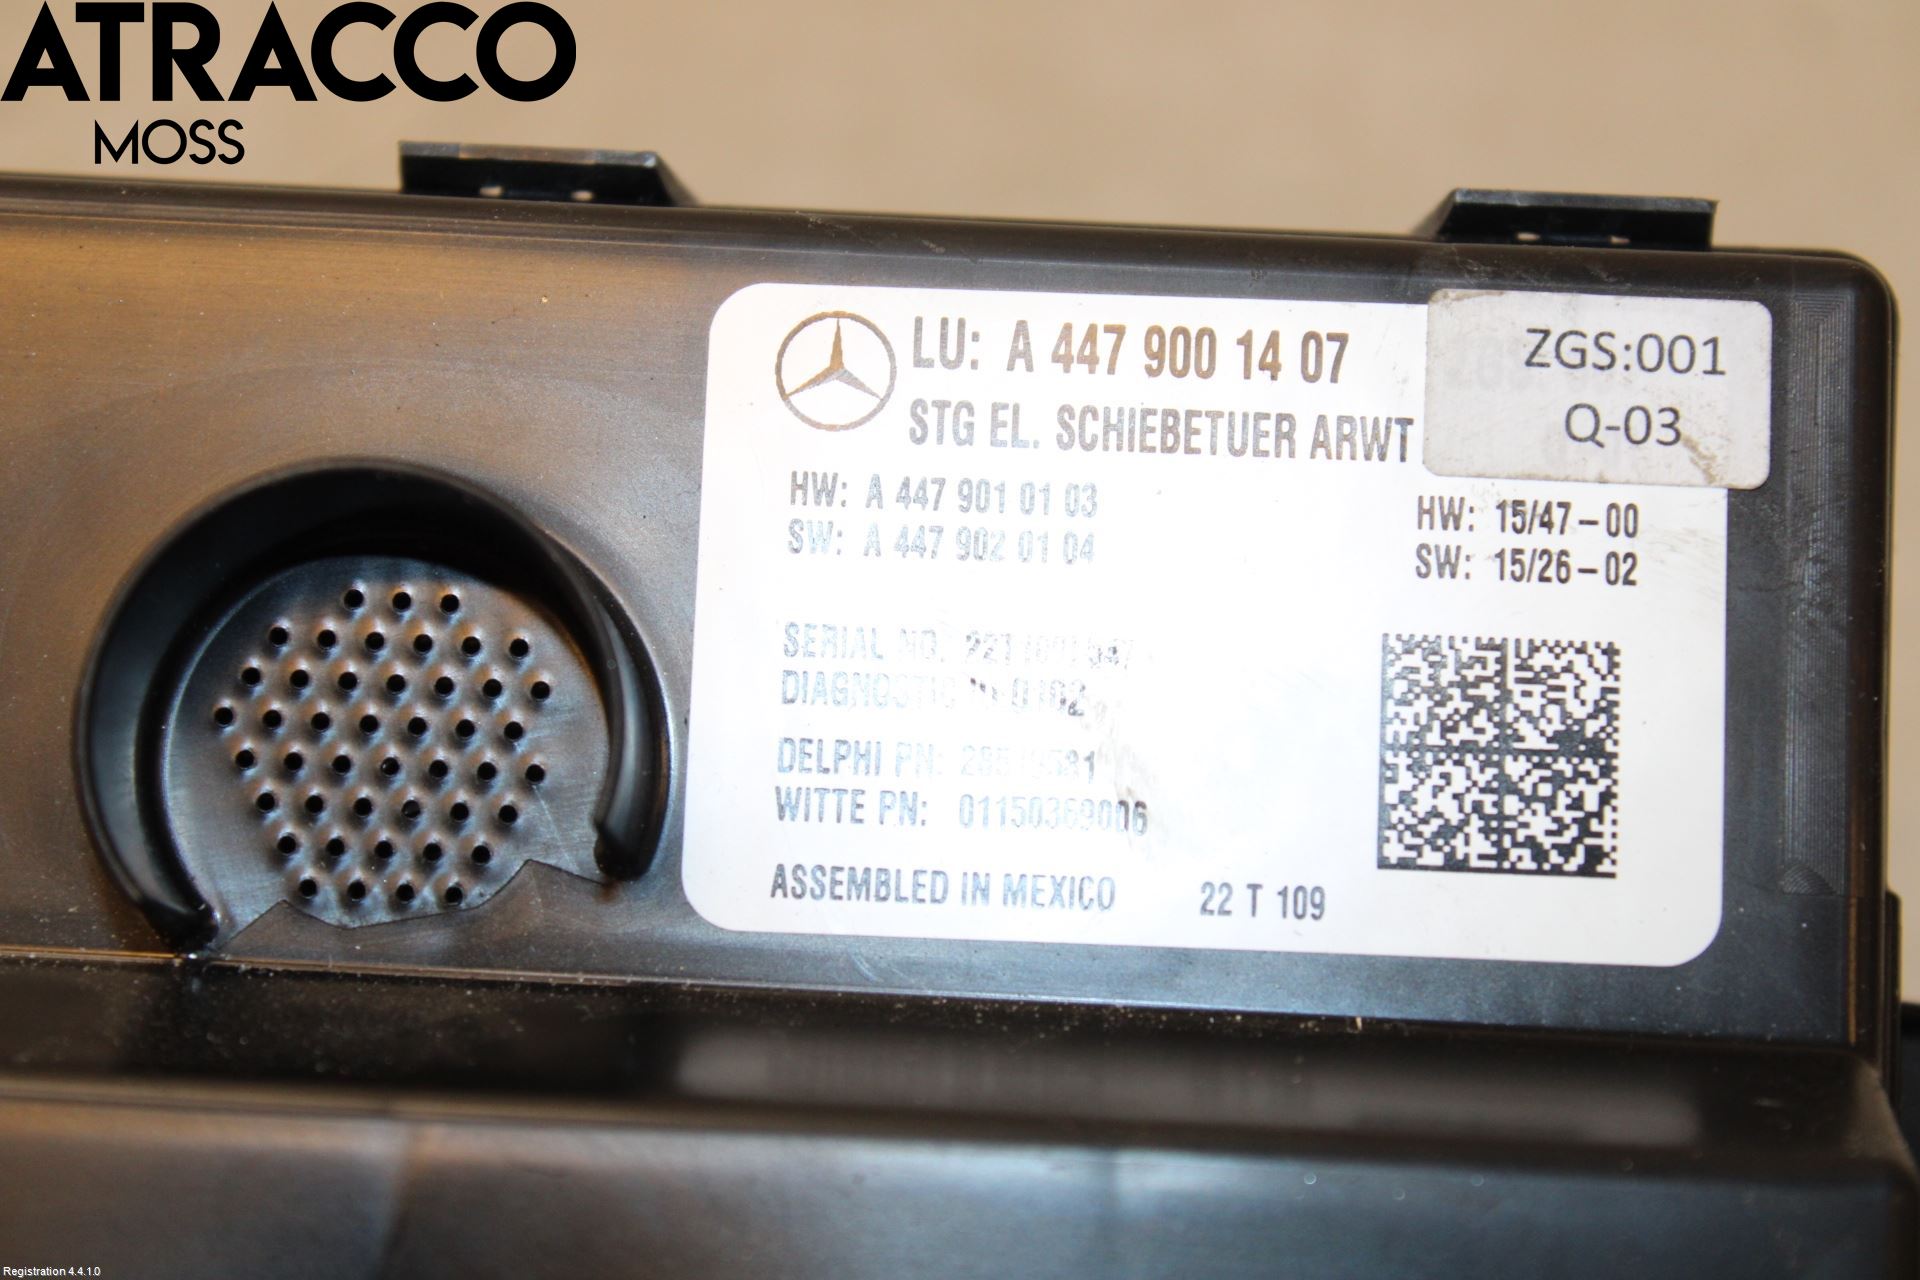 ATRACCO
MOSS
LU: A 447 900 1407
ZGS:001
STG EL. SCHIEBETUER ARWT
Q-03
HW: A 447 901 01 03
HW: 15/47-00
SW: A 447 902 01 04
SW: 15/26-02
SERIAL NO.
DIAGNOSTIC
DELPHI PN:
WITTE PN: 01150369006
ASSEMBLED IN MEXICO 22 T 109
Registration 4.4.1.0